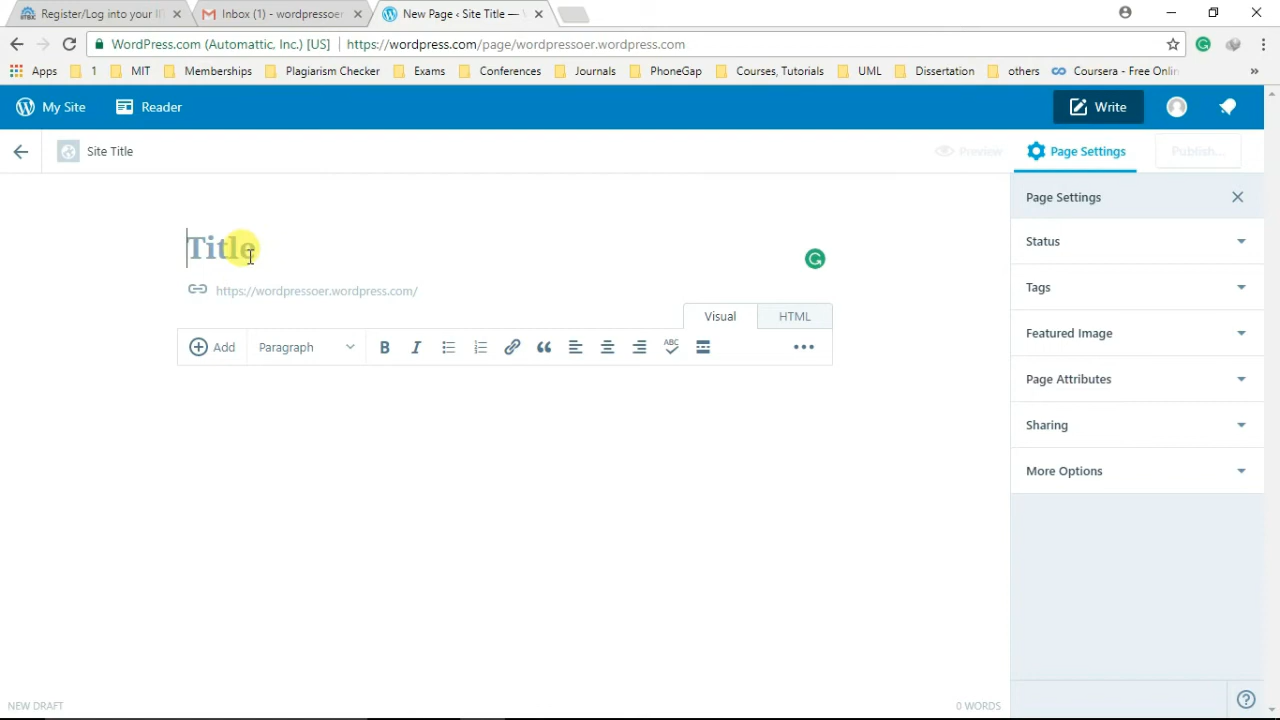 Register/Log into your II
Inbox (1) - wordpressoer
New Page ‹ Site Title —
WordPress.com (Automattic, Inc.) [US]
https://wordpress.com/page/wordpressoer.wordpress.com
Apps
1
MIT
Memberships
Plagiarism Checker
Exams
Conferences
Journals
PhoneGap
Courses, Tutorials
UML
Dissertation
others
Coursera - Free Onlin
»
My Site
Reader
Write
Site Title
Preview
Page Settings
Publish...
Page Settings
Status
Title
https://wordpressoer.wordpress.com/
Tags
Visual
HTML
Featured Image
Add
Paragraph
B
I
ABC
Page Attributes
Sharing
More Options
NEW DRAFT
0 WORDS